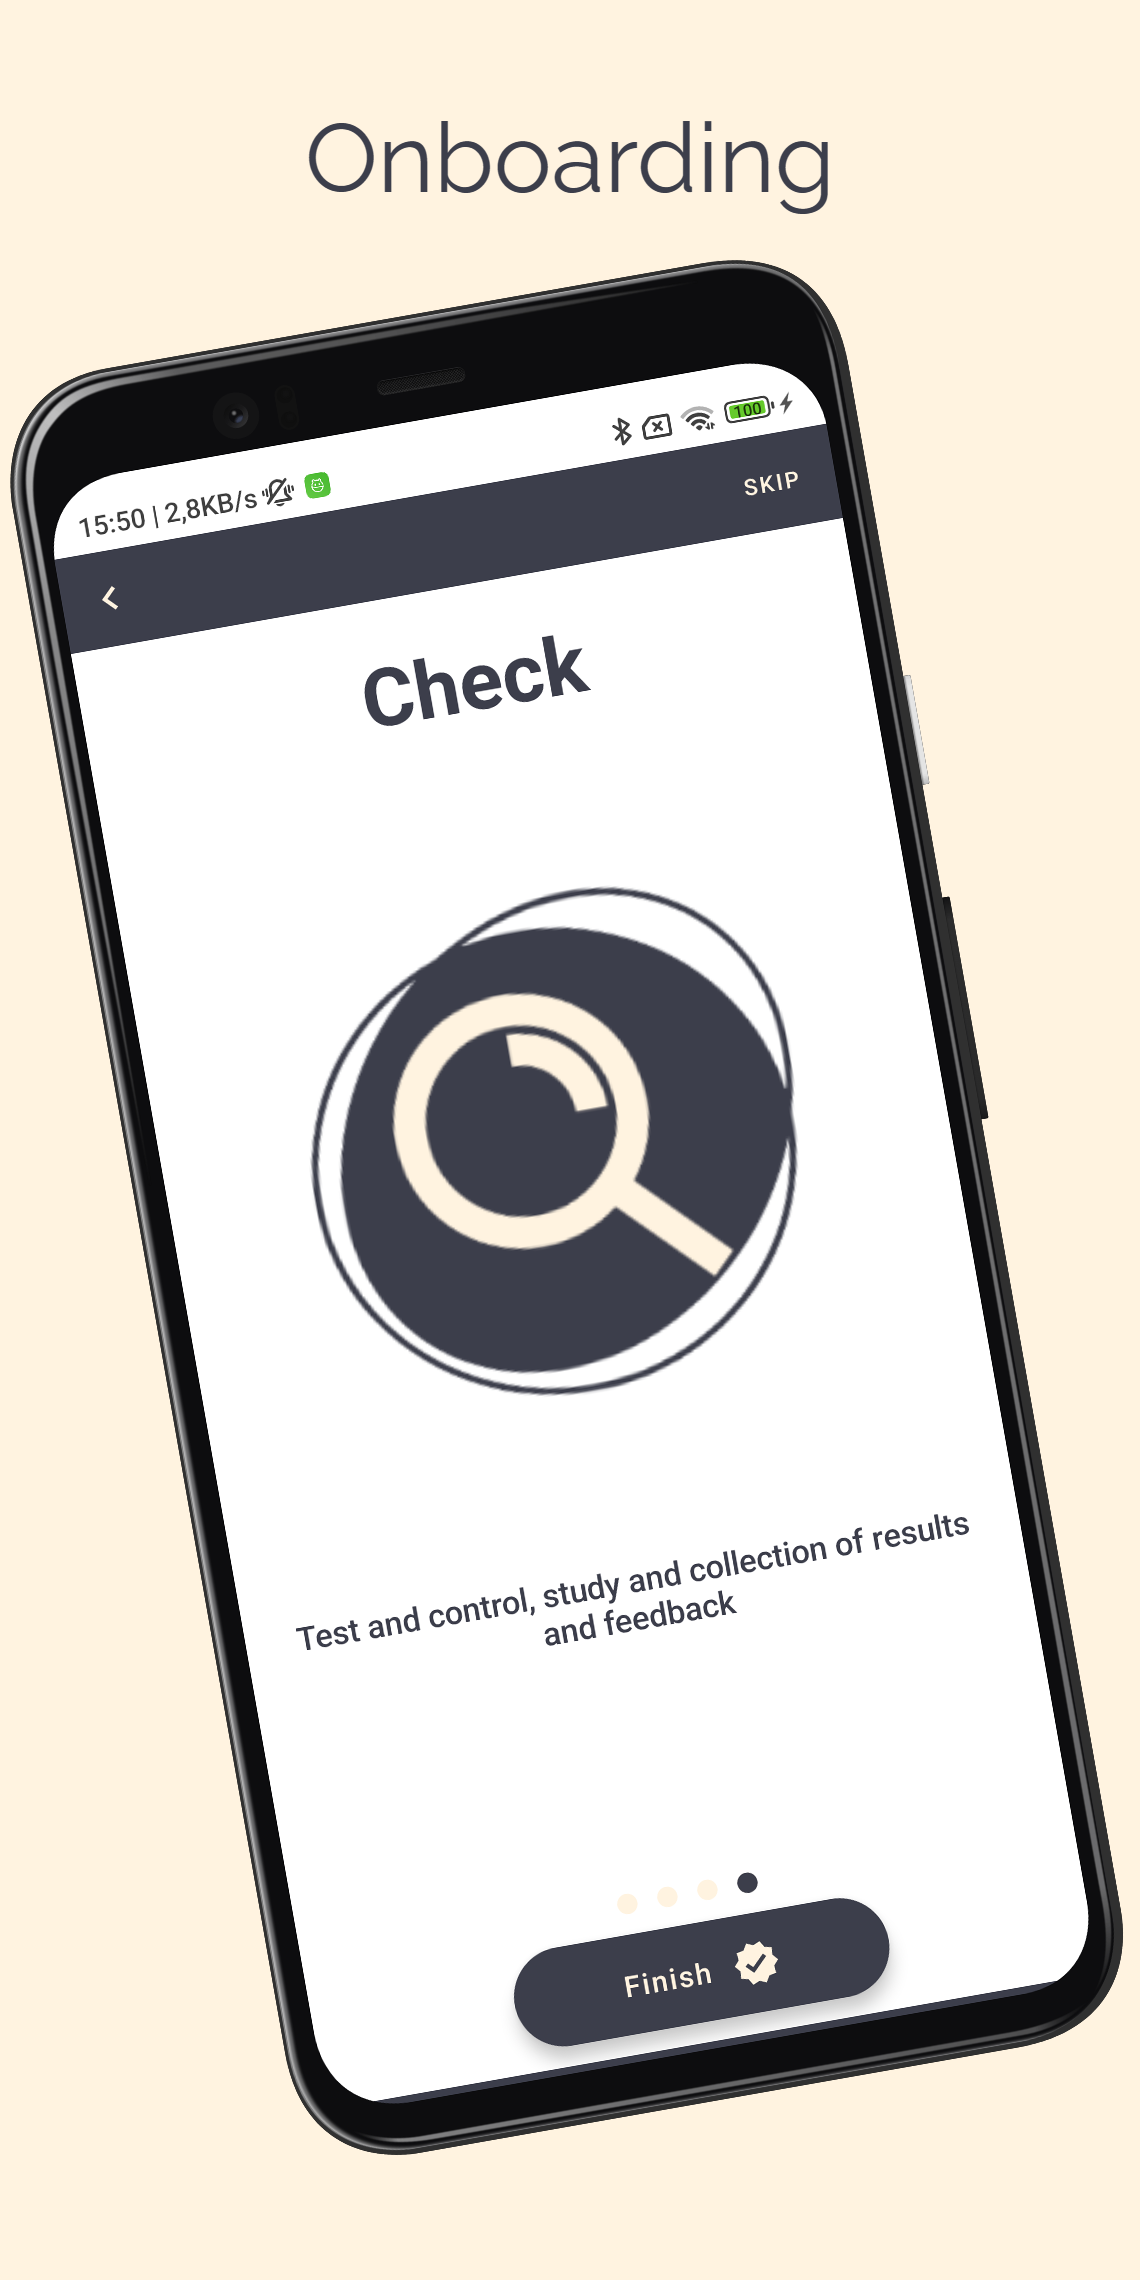 Onboarding
15:50 | 2,8KB/s
100
SKIP
Check
Test and control, study and collection of results
and feedback
Finish